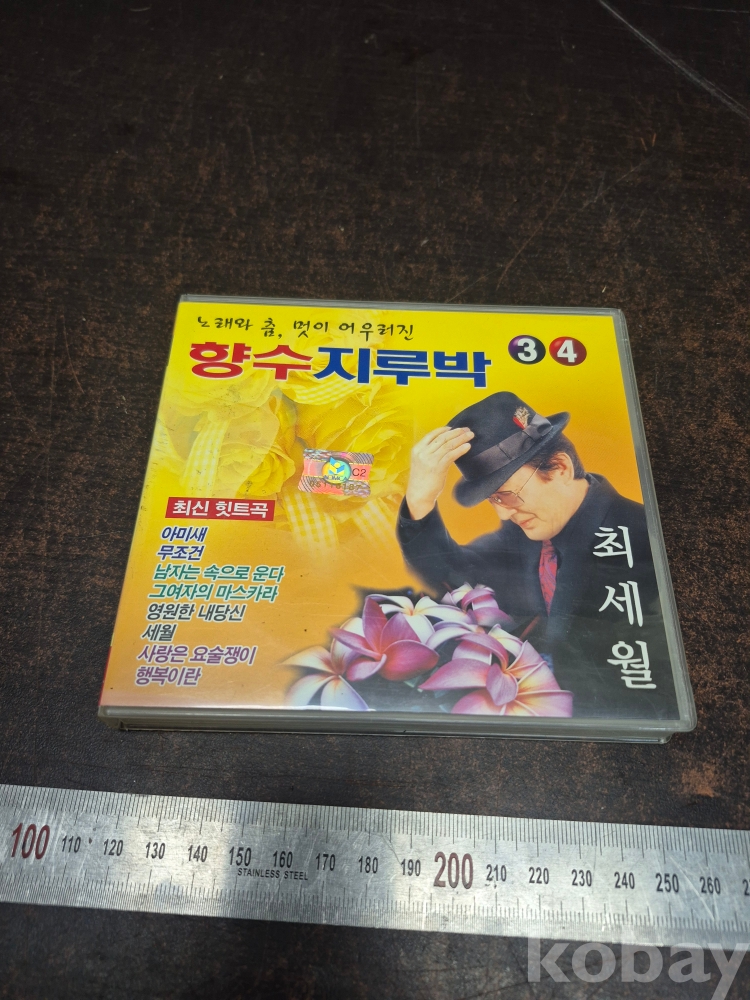 노래와 춤, 멋이 어우러진
향수지루박 3 4
C2
최신 힛트곡
아미새
무조건
남자는 속으로 운다
그여자의 마스카라
영원한 내당신
세월
사랑은 요술쟁이
행복이란
최세월
100 110 120 130 140 150 160 170 180 190 200 210 220 230 240 250 260
STAINLESS STEEL
kobay